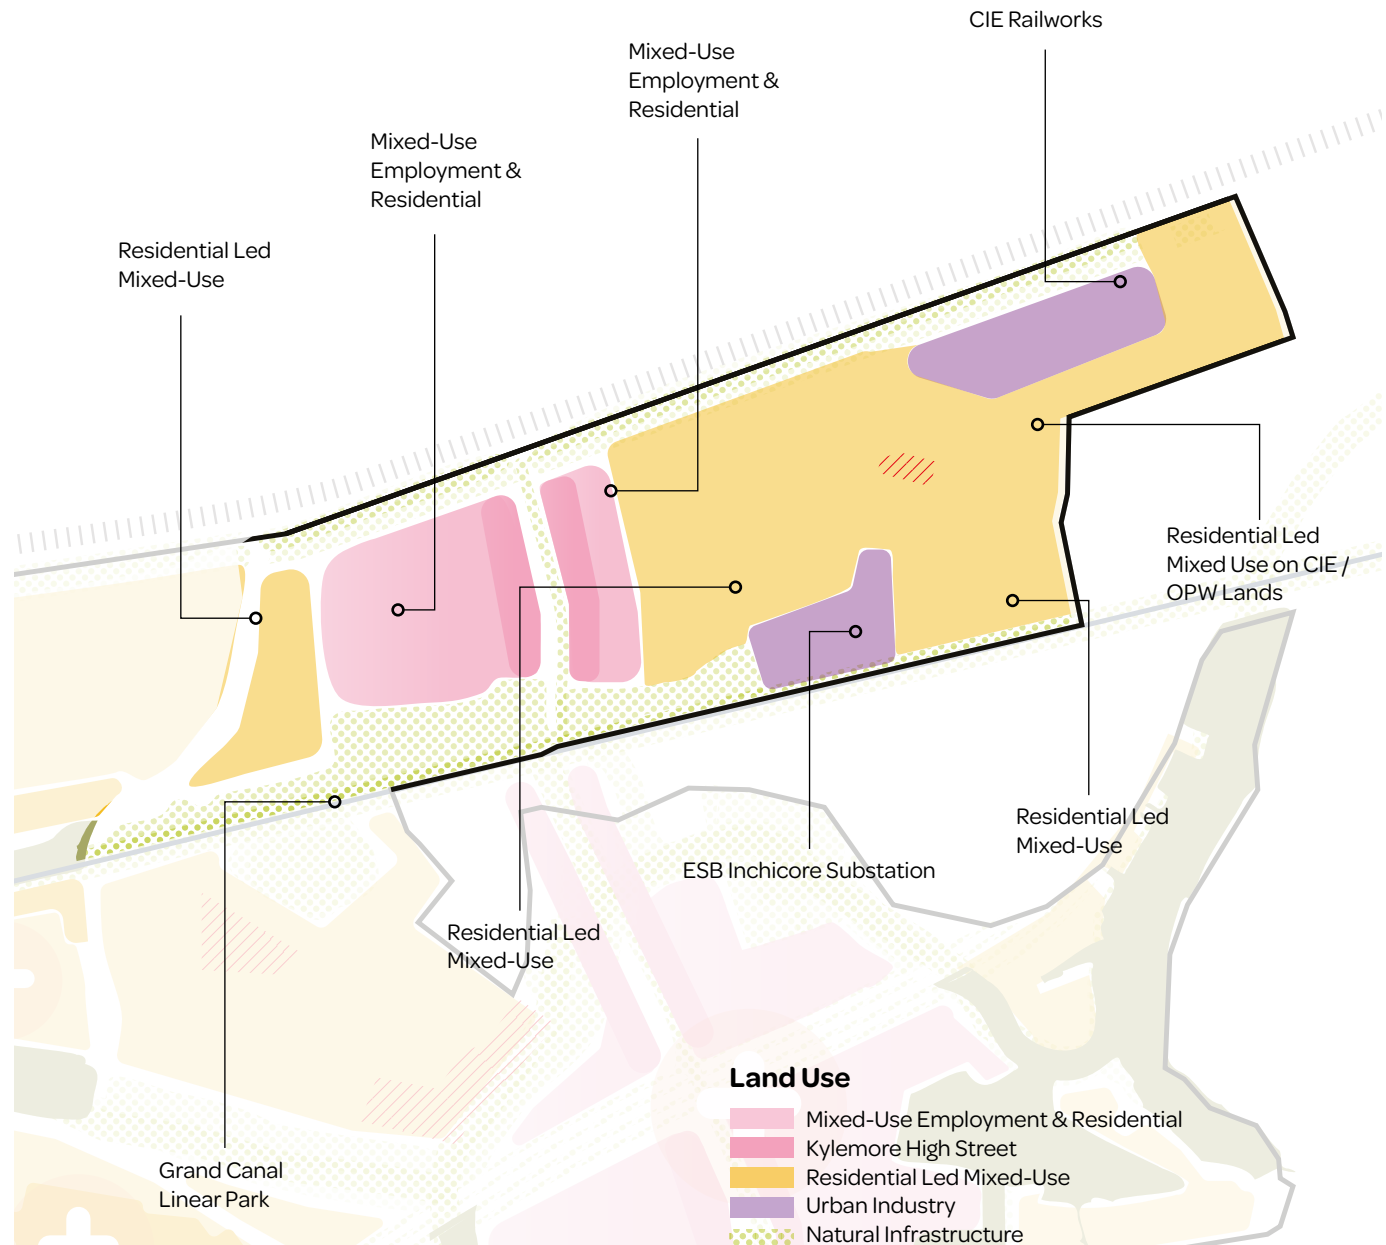 CIE Railworks
Mixed-Use
Employment &
Residential
Mixed-Use
Employment &
Residential
Residential Led
Mixed-Use
Residential Led
Mixed Use on CIE /
OPW Lands
Residential Led
Mixed-Use
ESB Inchicore Substation
Residential Led
Mixed-Use
Grand Canal
Linear Park
Land Use
Mixed-Use Employment & Residential
Kylemore High Street
Residential Led Mixed-Use
Urban Industry
Natural Infrastructure